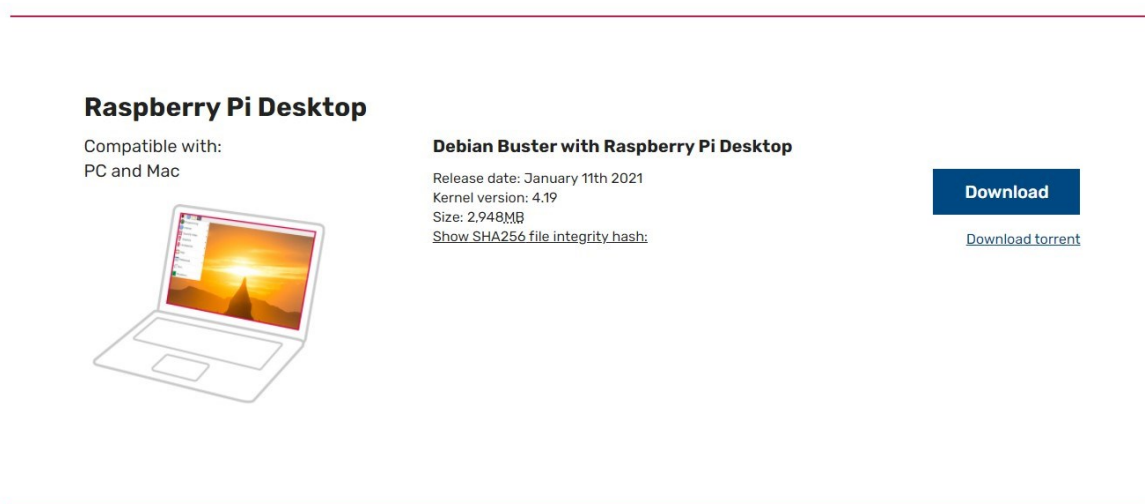 Raspberry Pi Desktop
Compatible with:
PC and Mac
Debian Buster with Raspberry Pi Desktop
Release date: January 11th 2021
Kernel version: 4.19
Size: 2,948MB
Show SHA256 file integrity hash:
Download
Download torrent